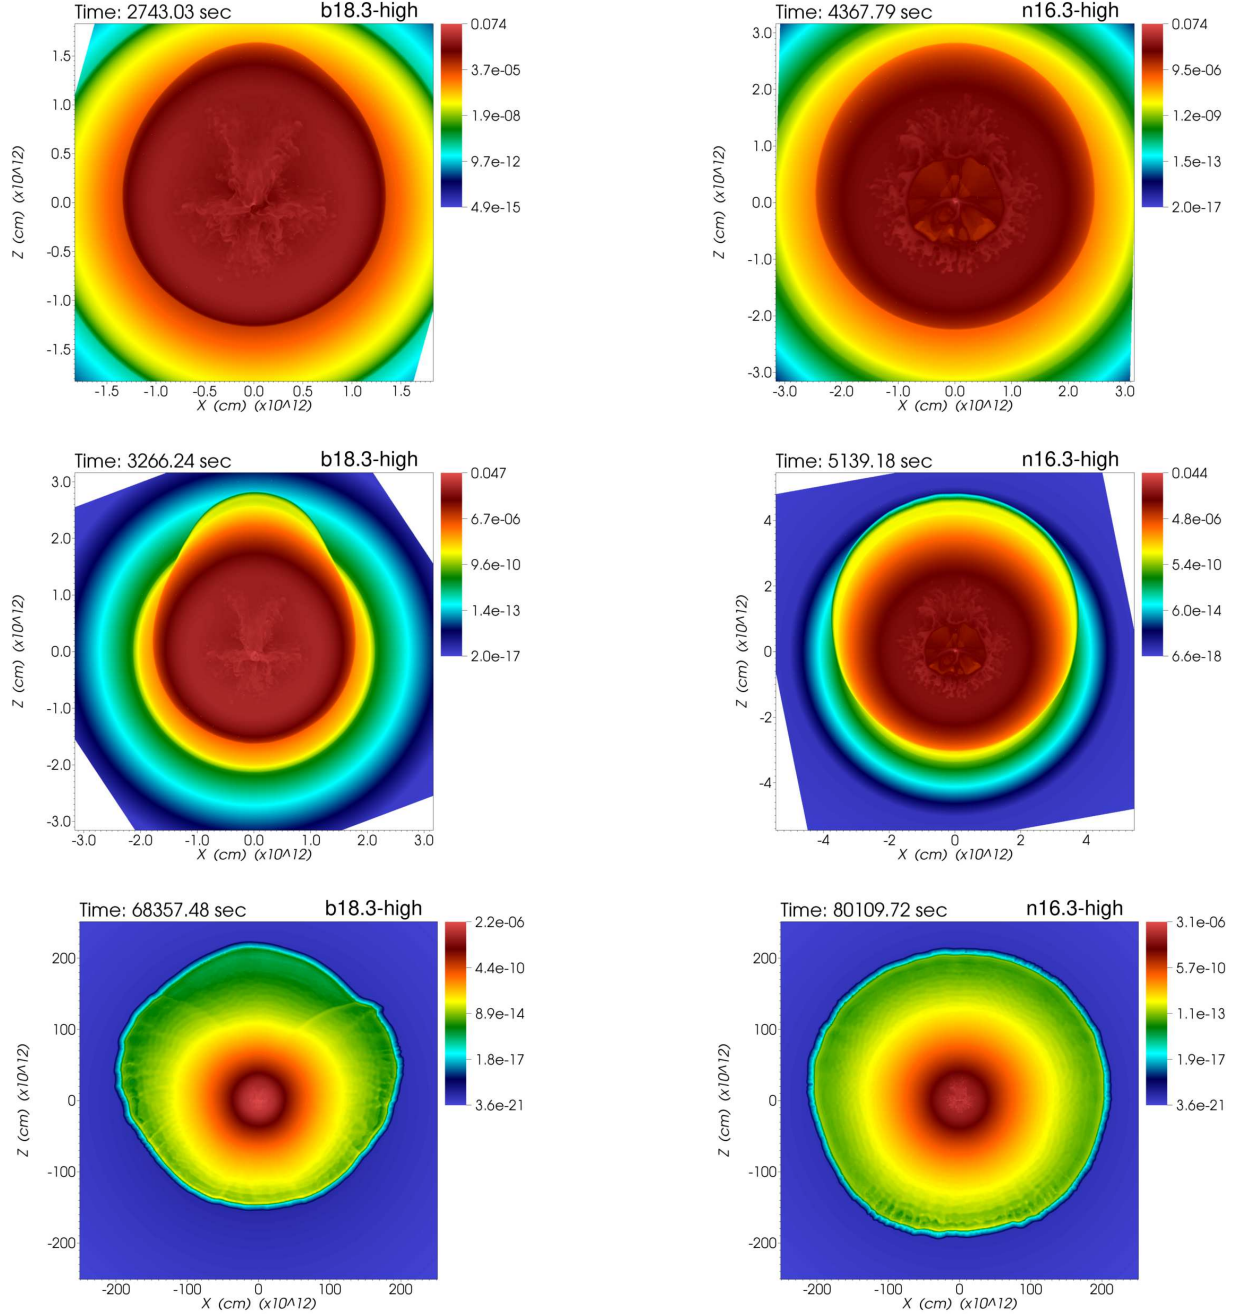 Time: 2743.03 sec b18.3-high
0.074
3.7e-05
1.9e-08
9.7e-12
4.9e-15
1.5
1.0
0.5
0.0
-0.5
-1.0
-1.5
Z (cm) (x10^12)
-1.5 -1.0 -0.5 0.0 0.5 1.0 1.5
X (cm) (x10^12)
Time: 4367.79 sec n16.3-high
0.074
9.5e-06
1.2e-09
1.5e-13
2.0e-17
3.0
2.0
1.0
0.0
-1.0
-2.0
-3.0
Z (cm) (x10^12)
-3.0 -2.0 -1.0 0.0 1.0 2.0 3.0
X (cm) (x10^12)
Time: 3266.24 sec b18.3-high
0.047
6.7e-06
9.6e-10
1.4e-13
2.0e-17
3.0
2.0
1.0
0.0
-1.0
-2.0
-3.0
Z (cm) (x10^12)
-3.0 -2.0 -1.0 0.0 1.0 2.0 3.0
X (cm) (x10^12)
Time: 5139.18 sec n16.3-high
0.044
4.8e-06
5.4e-10
6.0e-14
6.6e-18
4
2
0
-2
-4
Z (cm) (x10^12)
-4 -2 0 2 4
X (cm) (x10^12)
Time: 68357.48 sec b18.3-high
2.2e-06
4.4e-10
8.9e-14
1.8e-17
3.6e-21
200
100
0
-100
-200
Z (cm) (x10^12)
-200 -100 0 100 200
X (cm) (x10^12)
Time: 80109.72 sec n16.3-high
3.1e-06
5.7e-10
1.1e-13
1.9e-17
3.6e-21
200
100
0
-100
-200
Z (cm) (x10^12)
-200 -100 0 100 200
X (cm) (x10^12)